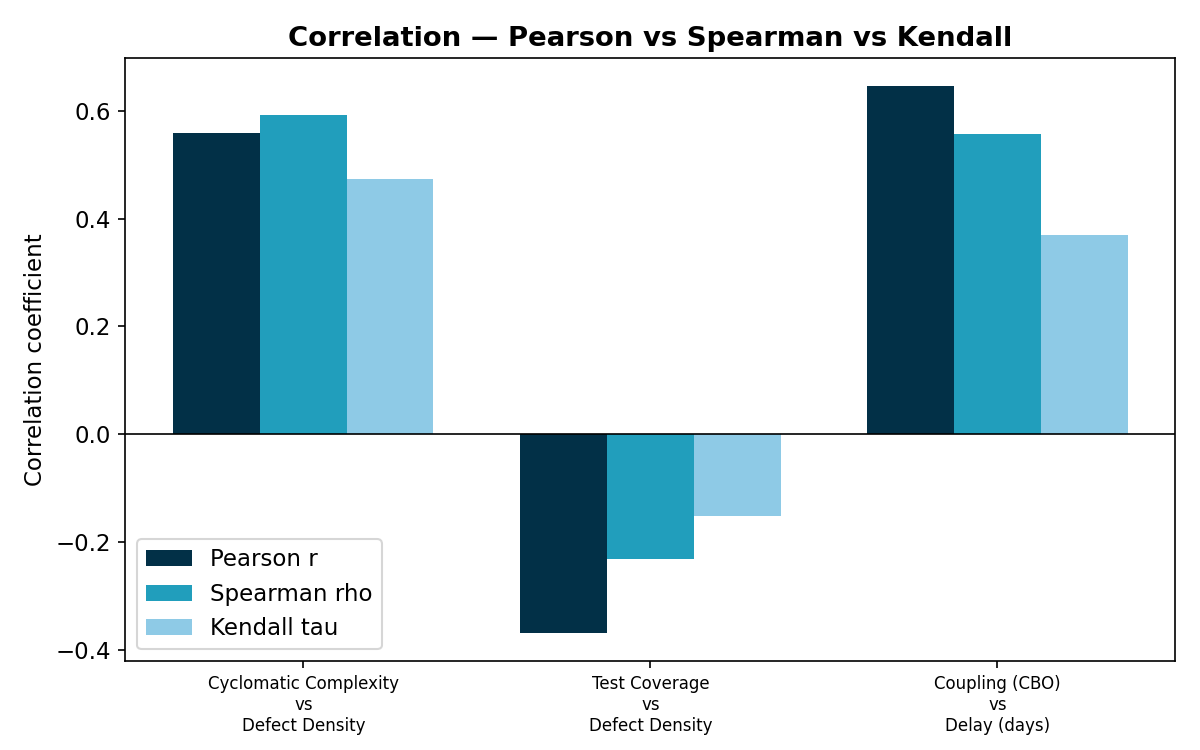 Correlation — Pearson vs Spearman vs Kendall
Correlation coefficient
0.6
0.4
0.2
0.0
−0.2
−0.4
Pearson r
Spearman rho
Kendall tau
Cyclomatic Complexity
vs
Defect Density
Test Coverage
vs
Defect Density
Coupling (CBO)
vs
Delay (days)